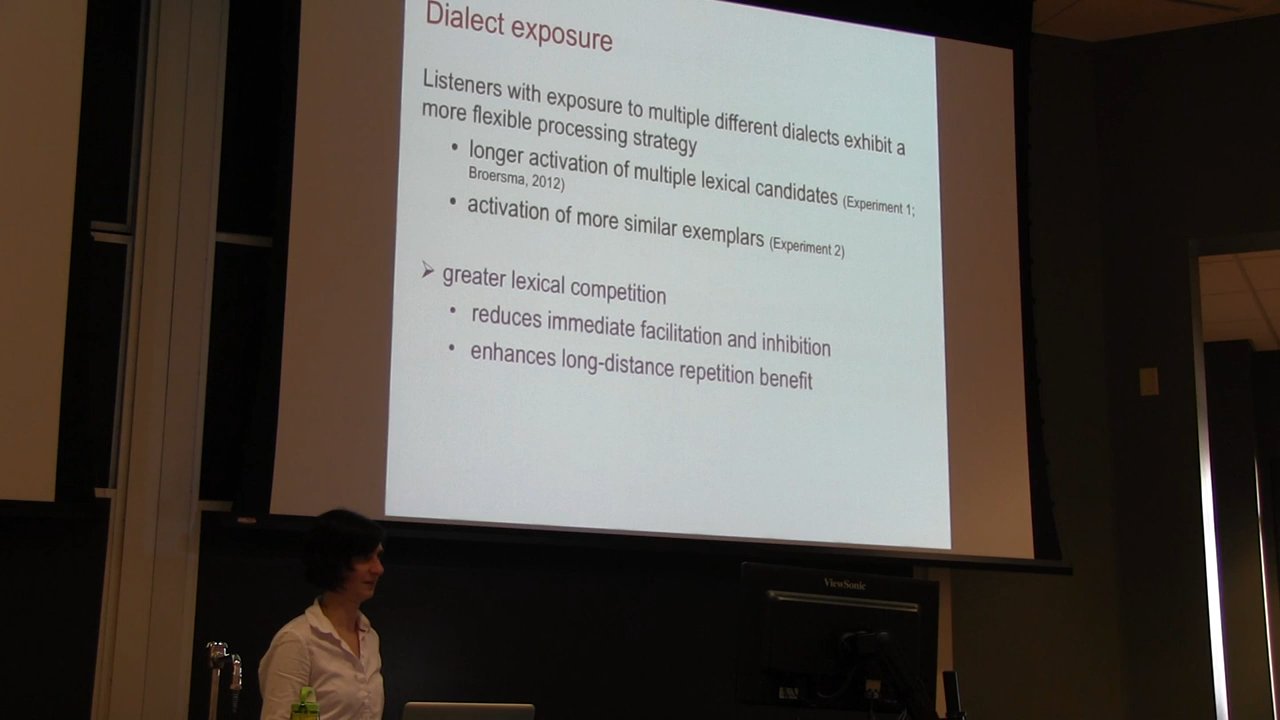 Dialect exposure
Listeners with exposure to multiple different dialects exhibit a
more flexible processing strategy
• longer activation of multiple lexical candidates (Experiment 1;
Broersma, 2012)
• activation of more similar exemplars (Experiment 2)
➢ greater lexical competition
• reduces immediate facilitation and inhibition
• enhances long-distance repetition benefit
ViewSonic